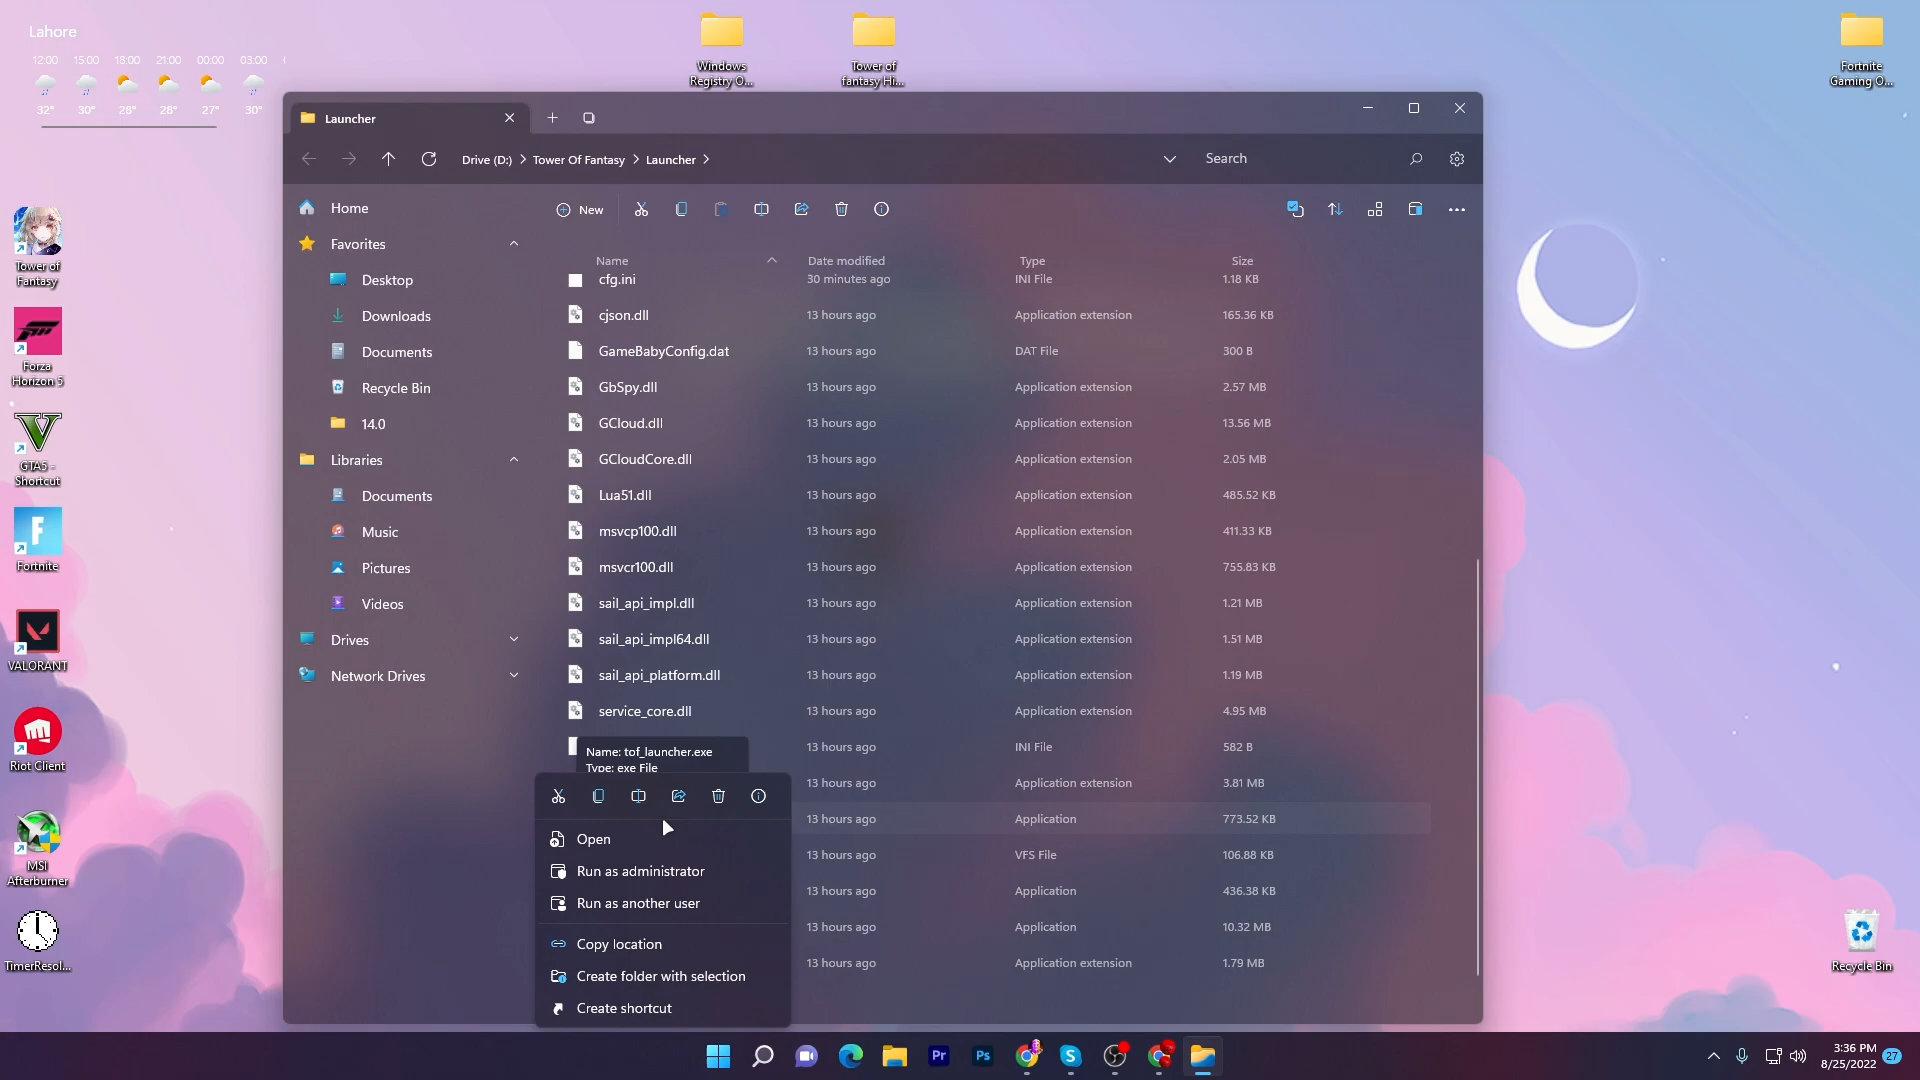 Lahore
12:00 15:00 18:00 21:00 00:00 03:00
32° 30° 28° 28° 27° 30°
Windows
Registry O...
Tower of
fantasy Hi...
Fortnite
Gaming O...
Launcher
Drive (D:) Tower Of Fantasy Launcher
Search
New
Home
Favorites
Desktop
Downloads
Documents
Recycle Bin
14.0
Libraries
Documents
Music
Pictures
Videos
Drives
Network Drives
Name Date modified Type Size
cfg.ini 30 minutes ago INI File 1.18 KB
cjson.dll 13 hours ago Application extension 165.36 KB
GameBabyConfig.dat 13 hours ago DAT File 300 B
GbSpy.dll 13 hours ago Application extension 2.57 MB
GCloud.dll 13 hours ago Application extension 13.56 MB
GCloudCore.dll 13 hours ago Application extension 2.05 MB
Lua51.dll 13 hours ago Application extension 485.52 KB
msvcp100.dll 13 hours ago Application extension 411.33 KB
msvcr100.dll 13 hours ago Application extension 755.83 KB
sail_api_impl.dll 13 hours ago Application extension 1.21 MB
sail_api_impl64.dll 13 hours ago Application extension 1.51 MB
sail_api_platform.dll 13 hours ago Application extension 1.19 MB
service_core.dll 13 hours ago Application extension 4.95 MB
13 hours ago INI File 582 B
13 hours ago Application extension 3.81 MB
13 hours ago Application 773.52 KB
13 hours ago VFS File 106.88 KB
13 hours ago Application 436.38 KB
13 hours ago Application 10.32 MB
13 hours ago Application extension 1.79 MB
Name: tof_launcher.exe
Type: exe File
Open
Run as administrator
Run as another user
Copy location
Create folder with selection
Create shortcut
Tower of
Fantasy
Forza
Horizon 5
GTA5 -
Shortcut
Fortnite
VALORANT
Riot Client
MSI
Afterburner
TimerResol...
Recycle Bin
Pr
Ps
3:36 PM
8/25/2022
27